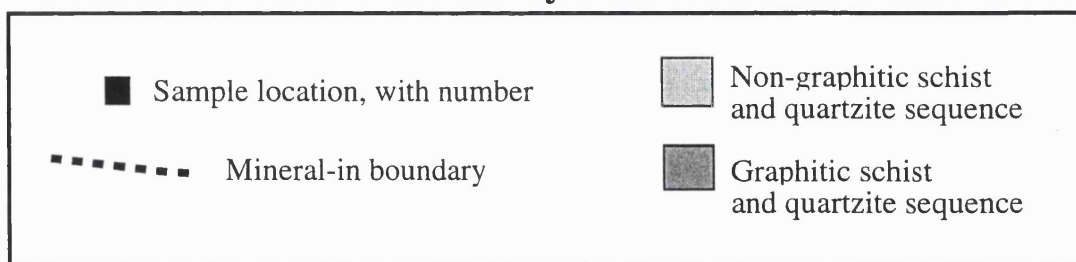 Sample location, with number
Mineral-in boundary
Non-graphitic schist
and quartzite sequence
Graphitic schist
and quartzite sequence